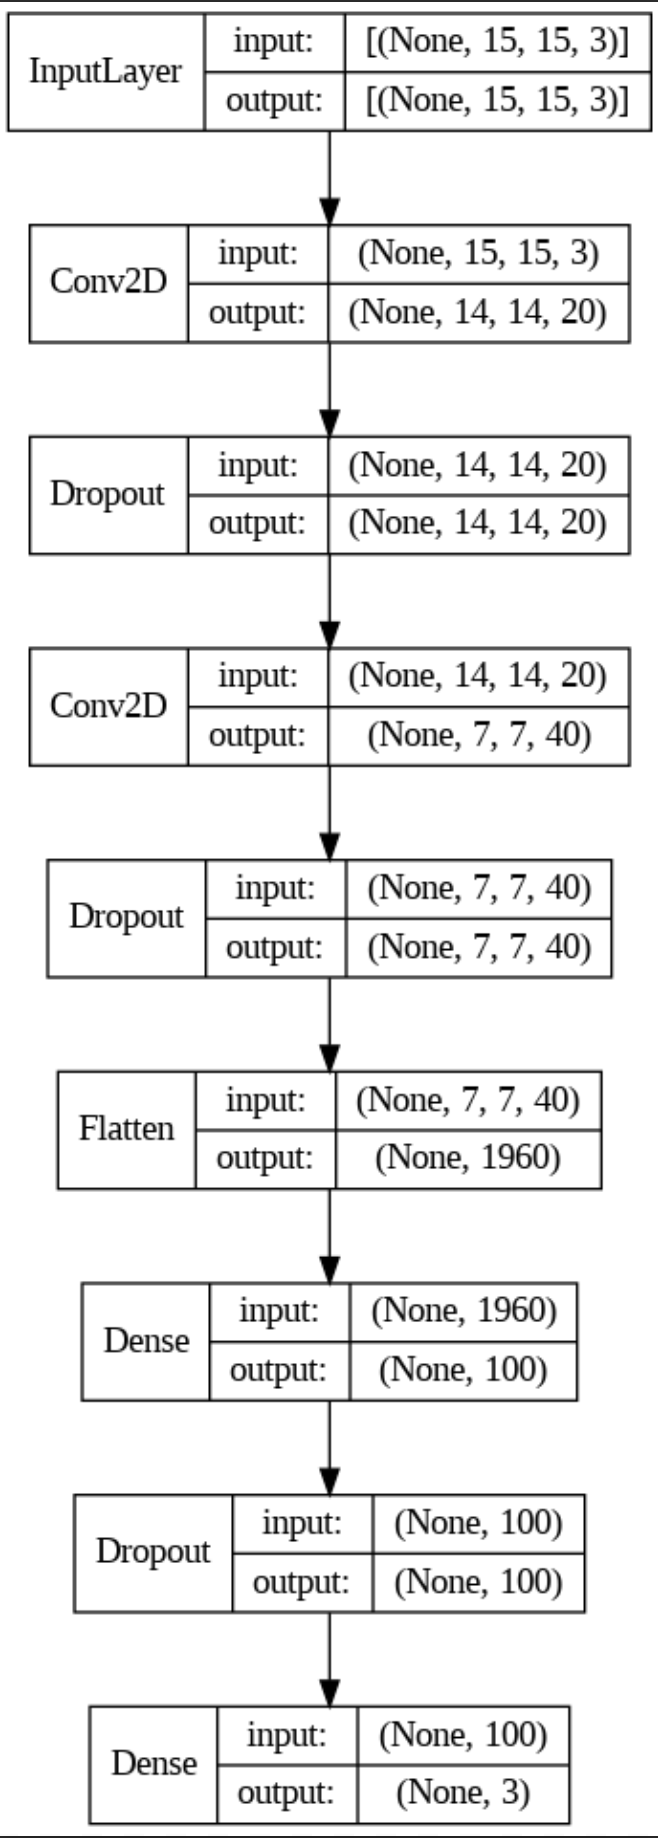 InputLayer
input: [(None, 15, 15, 3)]
output: [(None, 15, 15, 3)]
Conv2D
input: (None, 15, 15, 3)
output: (None, 14, 14, 20)
Dropout
input: (None, 14, 14, 20)
output: (None, 14, 14, 20)
Conv2D
input: (None, 14, 14, 20)
output: (None, 7, 7, 40)
Dropout
input: (None, 7, 7, 40)
output: (None, 7, 7, 40)
Flatten
input: (None, 7, 7, 40)
output: (None, 1960)
Dense
input: (None, 1960)
output: (None, 100)
Dropout
input: (None, 100)
output: (None, 100)
Dense
input: (None, 100)
output: (None, 3)